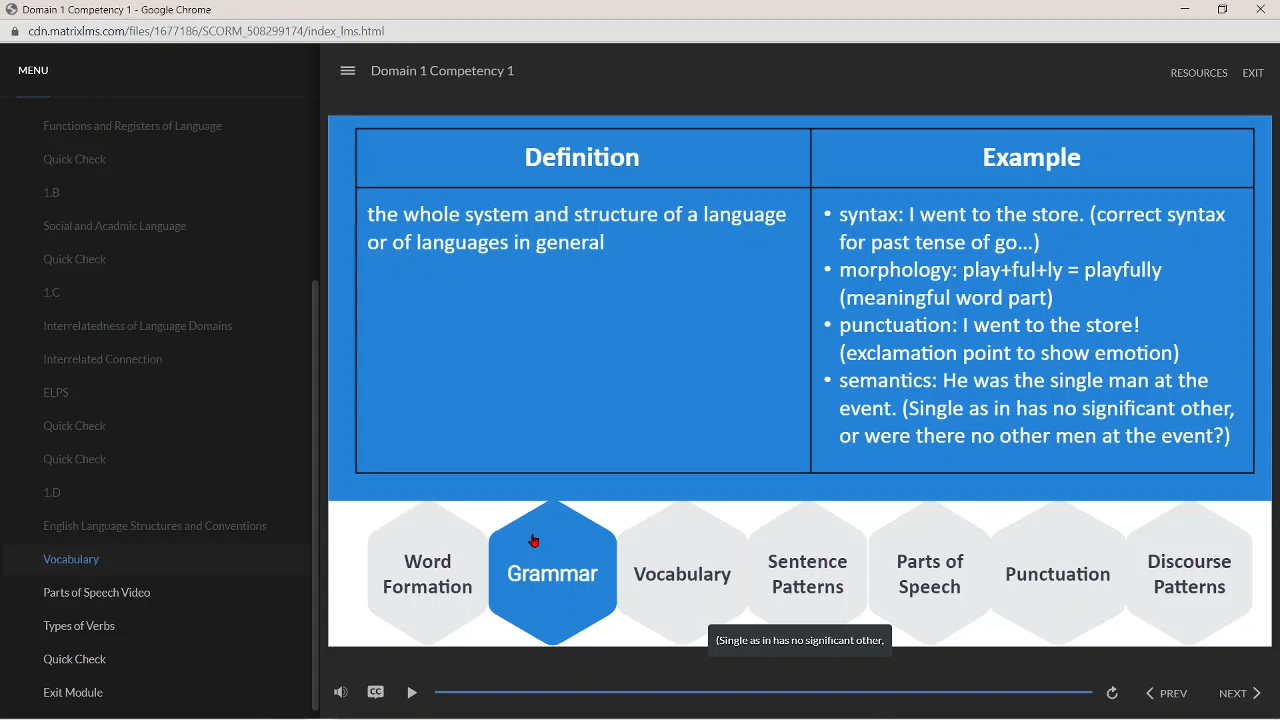 Domain 1 Competency 1 - Google Chrome
cdn.matrixlms.com/files/1677186/SCORM_508299174/index_lms.html
MENU
Functions and Registers of Language
Quick Check
1.B
Social and Acadmic Language
Quick Check
1.C
Interrelatedness of Language Domains
Interrelated Connection
ELPS
Quick Check
Quick Check
1.D
English Language Structures and Conventions
Vocabulary
Parts of Speech Video
Types of Verbs
Quick Check
Exit Module
Domain 1 Competency 1
RESOURCES EXIT
Definition
Example
the whole system and structure of a language
or of languages in general
• syntax: I went to the store. (correct syntax
for past tense of go...)
• morphology: play+ful+ly = playfully
(meaningful word part)
• punctuation: I went to the store!
(exclamation point to show emotion)
• semantics: He was the single man at the
event. (Single as in has no significant other,
or were there no other men at the event?)
Word
Formation
Grammar
Vocabulary
Sentence
Patterns
Parts of
Speech
Punctuation
Discourse
Patterns
(Single as in has no significant other,
CC
PREV
NEXT